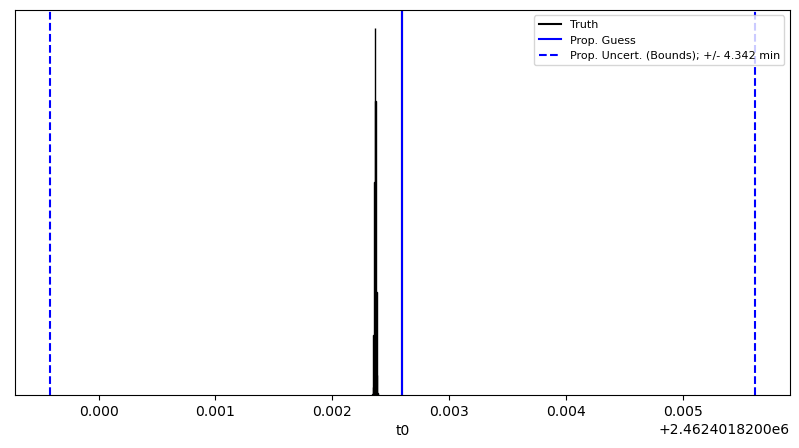 Truth
Prop. Guess
Prop. Uncert. (Bounds); +/- 4.342 min
0.000 0.001 0.002 0.003 0.004 0.005
t0
+2.4624018200e6